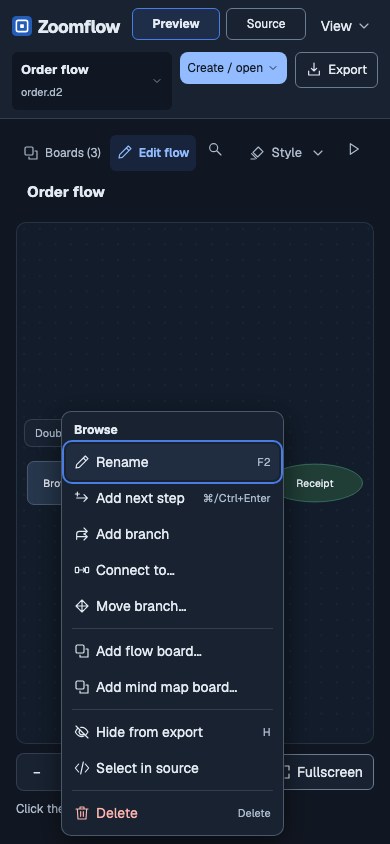 Zoomflow
Preview
Source
View
Order flow
order.d2
Create / open
Export
Boards (3)
Edit flow
Style
Order flow
Browse
Rename F2
Add next step ⌘/Ctrl+Enter
Add branch
Connect to...
Move branch...
Add flow board...
Add mind map board...
Hide from export H
Select in source
Delete Delete
Receipt
−
Fullscreen
Click the